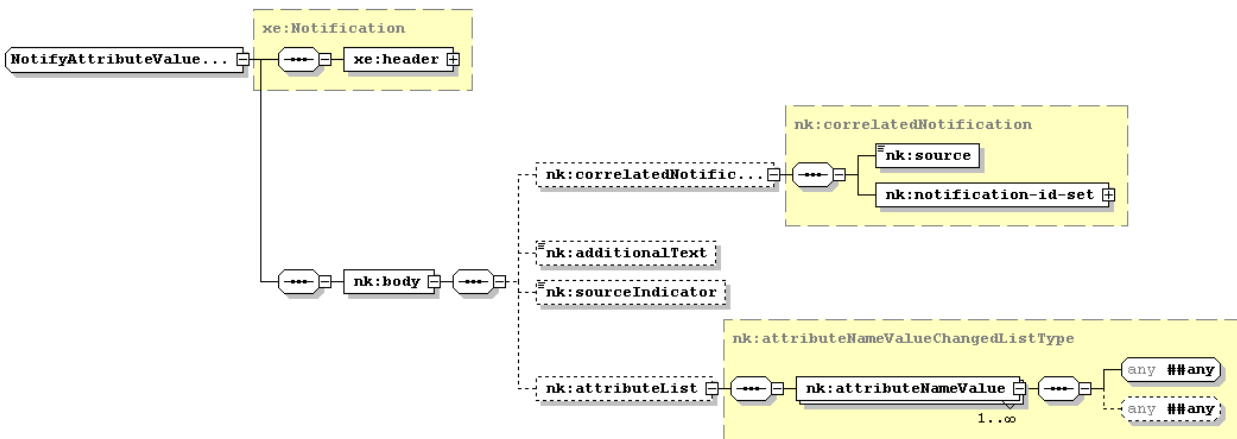 xe:Notification
NotifyAttributeValue...
xe:header
nk:correlatedNotification
nk:source
nk:correlatedNotific...
nk:notification-id-set
nk:additionalText
nk:body
nk:sourceIndicator
nk:attributeNameValueChangedListType
any ##any
nk:attributeList
nk:attributeNameValue
any ##any
1..∞